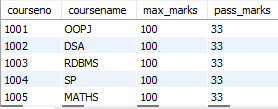 courseno coursename max_marks pass_marks
1001 OOPJ 100 33
1002 DSA 100 33
1003 RDBMS 100 33
1004 SP 100 33
1005 MATHS 100 33